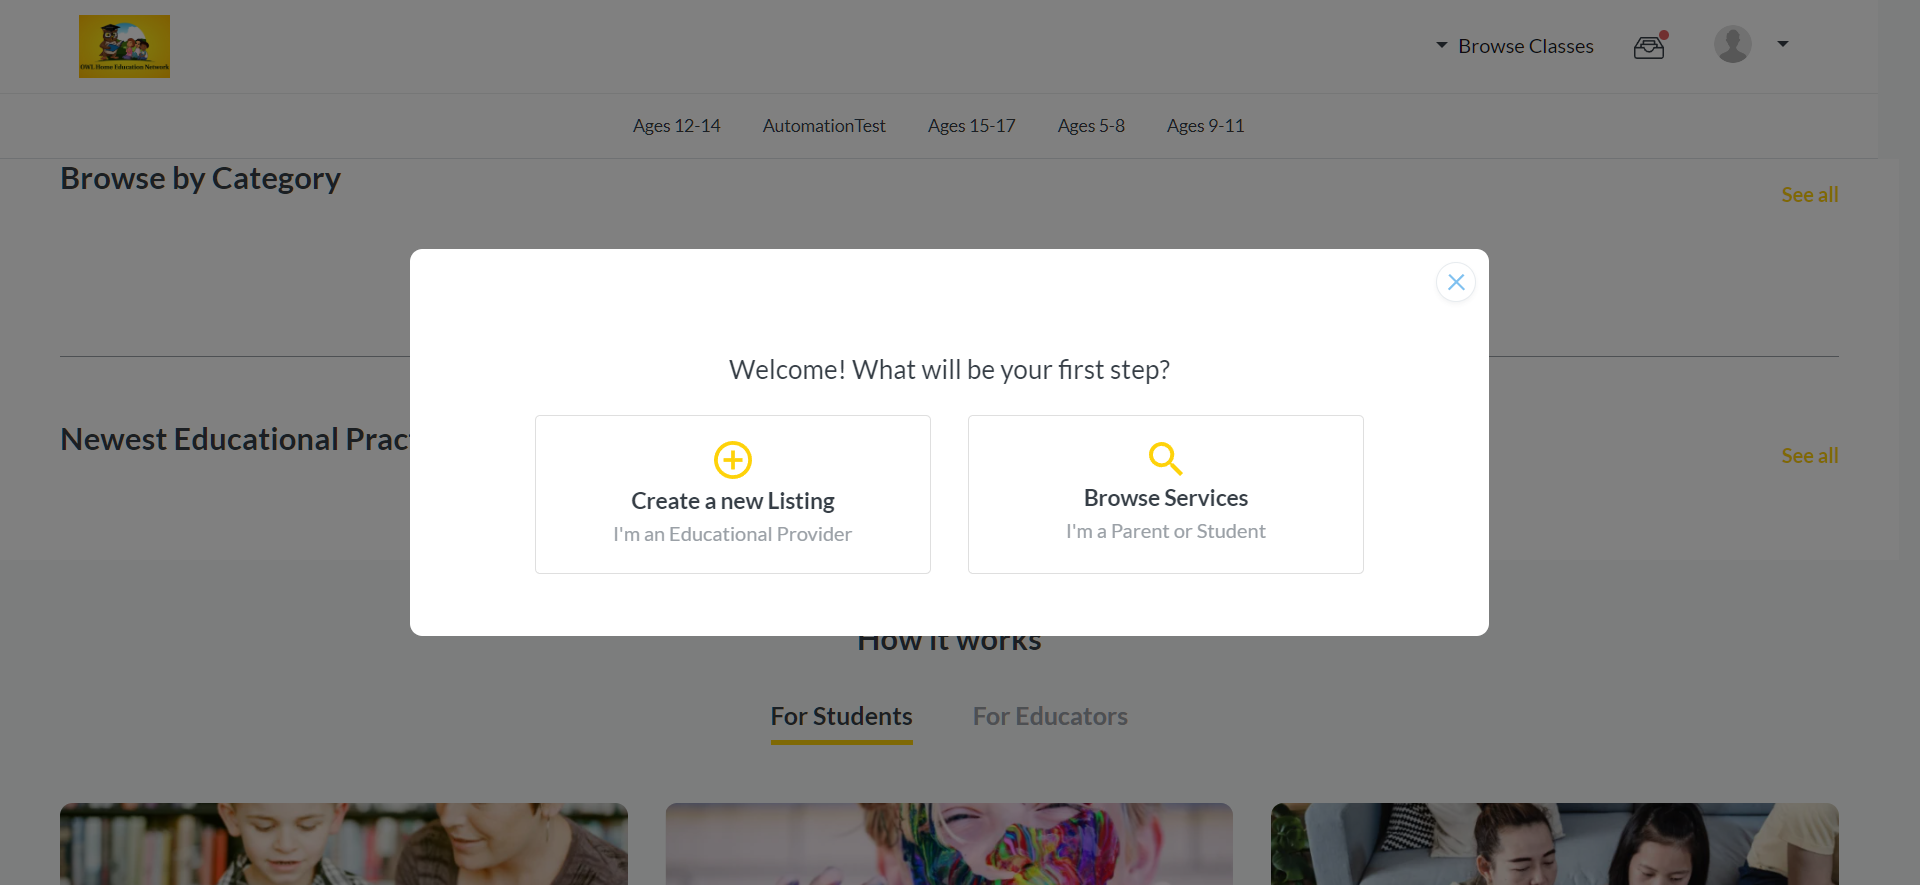 OWL Home Education Network
Browse Classes
Ages 12-14
AutomationTest
Ages 15-17
Ages 5-8
Ages 9-11
Browse by Category
See all
Welcome! What will be your first step?
Newest Educational Prac
See all
Create a new Listing
I'm an Educational Provider
Browse Services
I'm a Parent or Student
How it works
For Students
For Educators